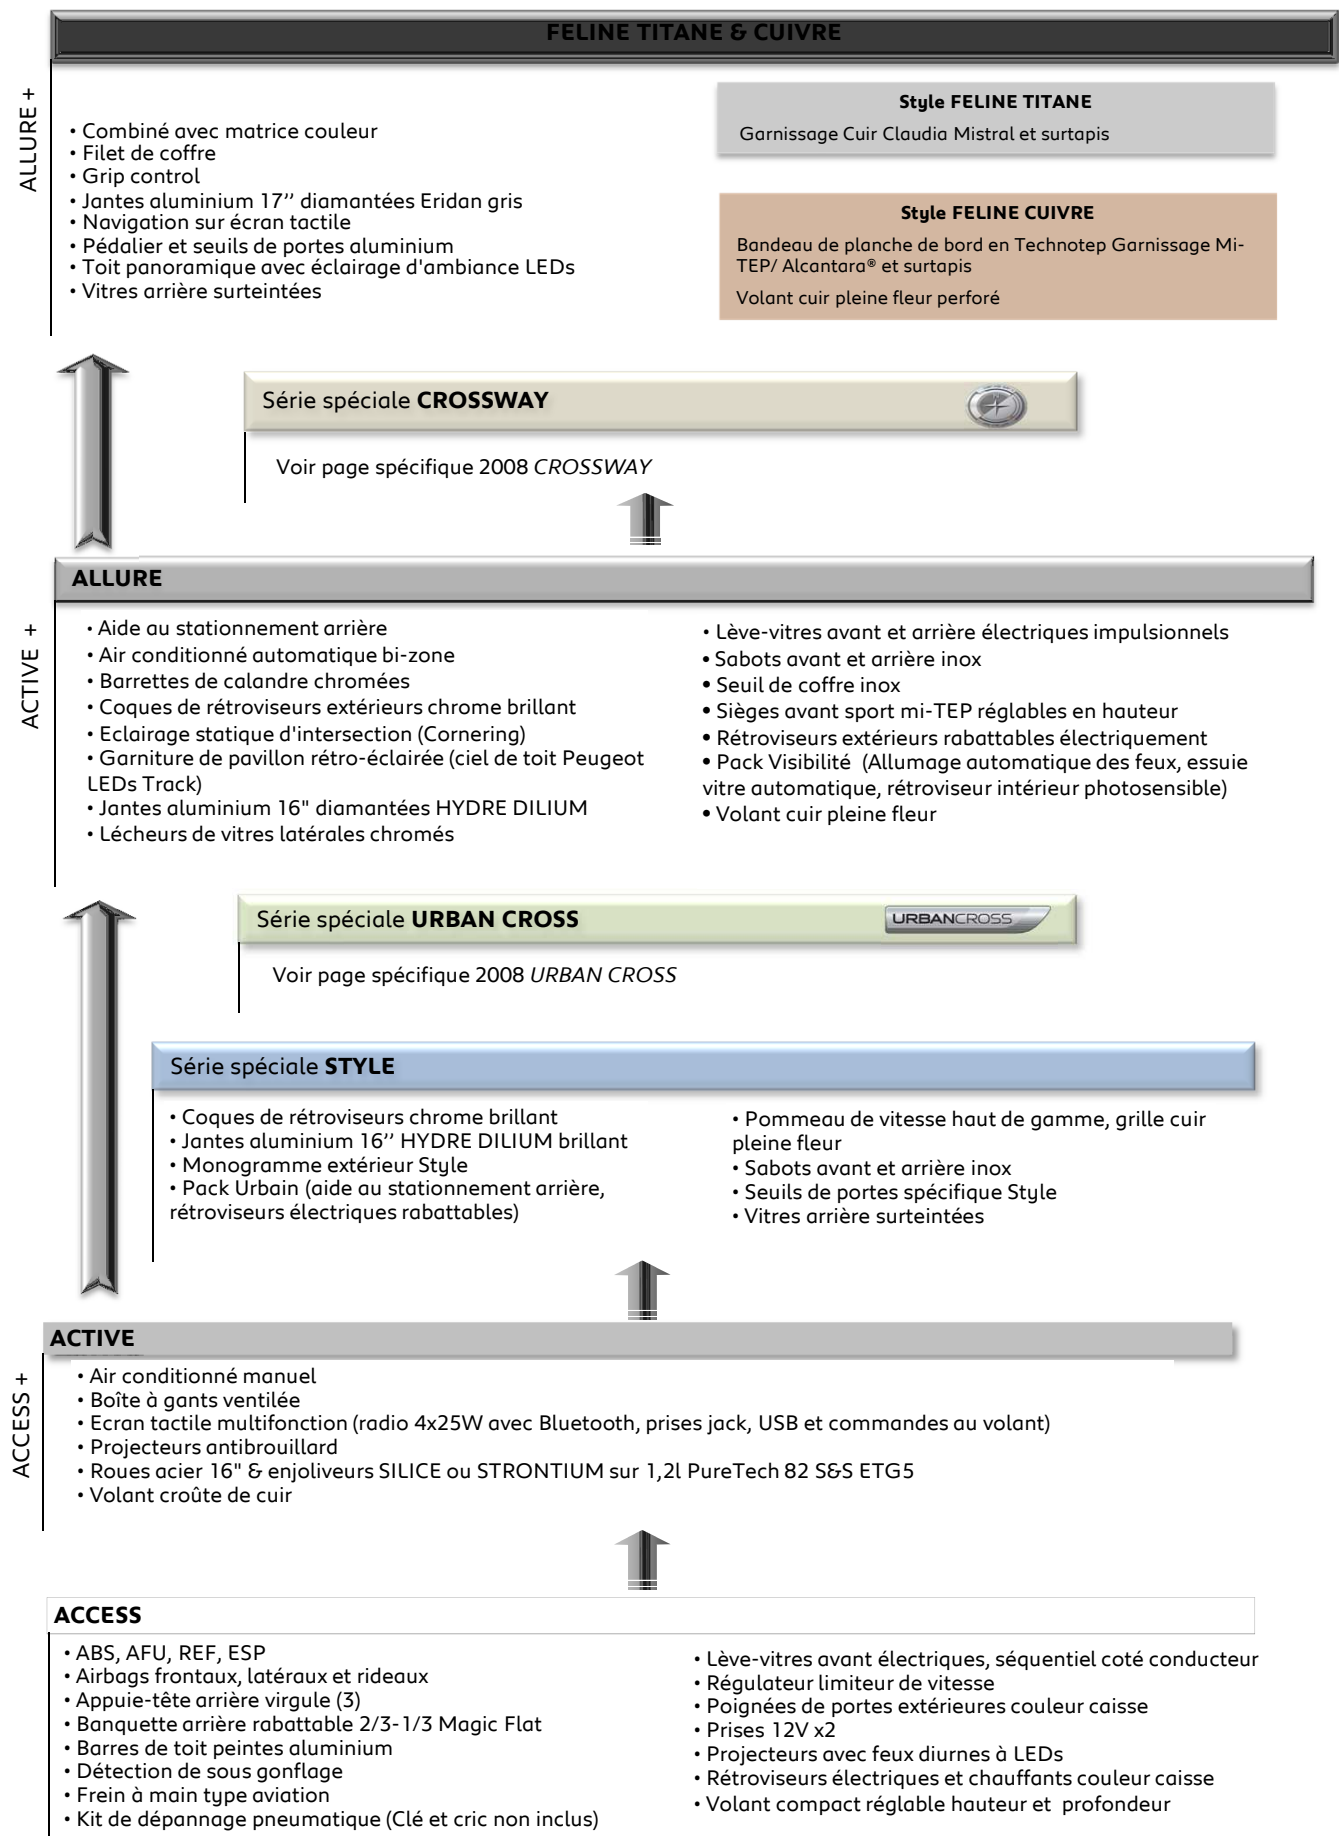 FELINE TITANE & CUIVRE
ALLURE +
• Combiné avec matrice couleur
• Filet de coffre
• Grip control
• Jantes aluminium 17’’ diamantées Eridan gris
• Navigation sur écran tactile
• Pédalier et seuils de portes aluminium
• Toit panoramique avec éclairage d'ambiance LEDs
• Vitres arrière surteintées
Style FELINE TITANE
Garnissage Cuir Claudia Mistral et surtapis
Style FELINE CUIVRE
Bandeau de planche de bord en Technotep Garnissage Mi-
TEP/ Alcantara® et surtapis
Volant cuir pleine fleur perforé
Série spéciale CROSSWAY
Voir page spécifique 2008 CROSSWAY
ALLURE
ACTIVE +
• Aide au stationnement arrière
• Air conditionné automatique bi-zone
• Barrettes de calandre chromées
• Coques de rétroviseurs extérieurs chrome brillant
• Eclairage statique d'intersection (Cornering)
• Garniture de pavillon rétro-éclairée (ciel de toit Peugeot
LEDs Track)
• Jantes aluminium 16" diamantées HYDRE DILIUM
• Lécheurs de vitres latérales chromés
• Lève-vitres avant et arrière électriques impulsionnels
• Sabots avant et arrière inox
• Seuil de coffre inox
• Sièges avant sport mi-TEP réglables en hauteur
• Rétroviseurs extérieurs rabattables électriquement
• Pack Visibilité (Allumage automatique des feux, essuie
vitre automatique, rétroviseur intérieur photosensible)
• Volant cuir pleine fleur
Série spéciale URBAN CROSS
URBANCROSS
Voir page spécifique 2008 URBAN CROSS
Série spéciale STYLE
• Coques de rétroviseurs chrome brillant
• Jantes aluminium 16’’ HYDRE DILIUM brillant
• Monogramme extérieur Style
• Pack Urbain (aide au stationnement arrière,
rétroviseurs électriques rabattables)
• Pommeau de vitesse haut de gamme, grille cuir
pleine fleur
• Sabots avant et arrière inox
• Seuils de portes spécifique Style
• Vitres arrière surteintées
ACTIVE
ACCESS +
• Air conditionné manuel
• Boîte à gants ventilée
• Ecran tactile multifonction (radio 4x25W avec Bluetooth, prises jack, USB et commandes au volant)
• Projecteurs antibrouillard
• Roues acier 16" & enjoliveurs SILICE ou STRONTIUM sur 1,2l PureTech 82 S&S ETG5
• Volant croûte de cuir
ACCESS
• ABS, AFU, REF, ESP
• Airbags frontaux, latéraux et rideaux
• Appuie-tête arrière virgule (3)
• Banquette arrière rabattable 2/3-1/3 Magic Flat
• Barres de toit peintes aluminium
• Détection de sous gonflage
• Frein à main type aviation
• Kit de dépannage pneumatique (Clé et cric non inclus)
• Lève-vitres avant électriques, séquentiel coté conducteur
• Régulateur limiteur de vitesse
• Poignées de portes extérieures couleur caisse
• Prises 12V x2
• Projecteurs avec feux diurnes à LEDs
• Rétroviseurs électriques et chauffants couleur caisse
• Volant compact réglable hauteur et profondeur